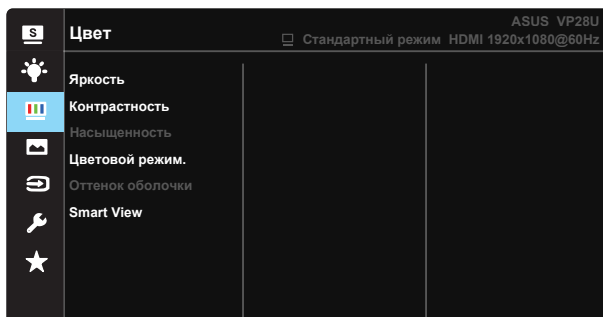 S
Цвет
ASUS VP28U
Стандартный режим HDMI 1920x1080@60Hz
Яркость
Контрастность
Насыщенность
Цветовой режим.
Оттенок оболочки
Smart View